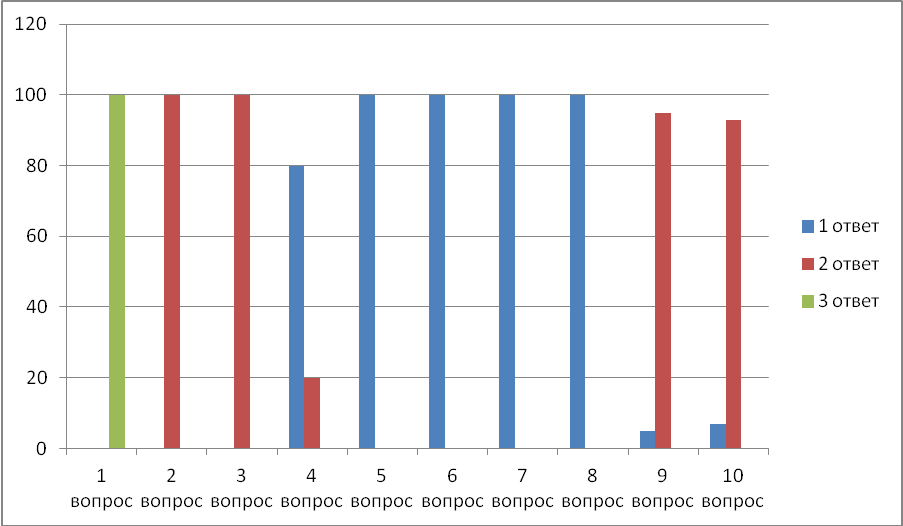 120
100
80
60
40
20
0
1 вопрос
2 вопрос
3 вопрос
4 вопрос
5 вопрос
6 вопрос
7 вопрос
8 вопрос
9 вопрос
10 вопрос
1 ответ
2 ответ
3 ответ